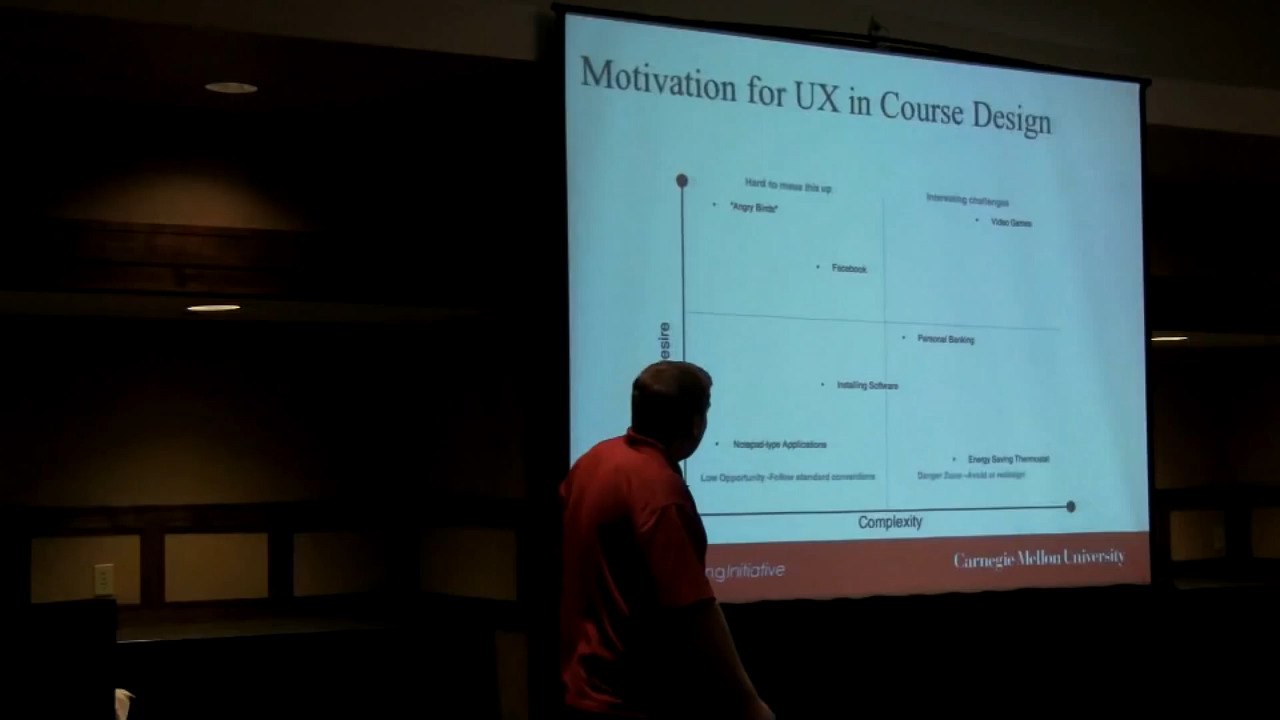 Motivation for UX in Course Design
Hard to mess this up
Interesting challenges
"Angry Birds"
Video Games
Facebook
esire
Personal Banking
Installing Software
Notepad-type Applications
Energy Saving Thermostat
Low Opportunity -Follow standard conventions
Danger Zone -Avoid or redesign
Complexity
ngInitiative
Carnegie Mellon University